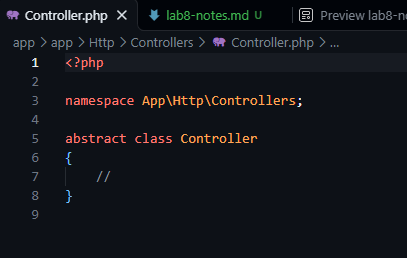 Controller.php
lab8-notes.md U
Preview lab8-n
app > app > Http > Controllers > Controller.php > ...
1 <?php
2
3 namespace App\Http\Controllers;
4
5 abstract class Controller
6 {
7 //
8 }
9